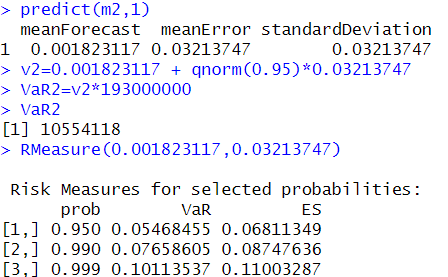 > predict(m2,1)
meanForecast meanError standardDeviation
1 0.001823117 0.03213747 0.03213747
> v2=0.001823117 + qnorm(0.95)*0.03213747
> VaR2=v2*193000000
> VaR2
[1] 10554118
> RMeasure(0.001823117,0.03213747)
Risk Measures for selected probabilities:
prob VaR ES
[1,] 0.950 0.05468455 0.06811349
[2,] 0.990 0.07658605 0.08747636
[3,] 0.999 0.10113537 0.11003287